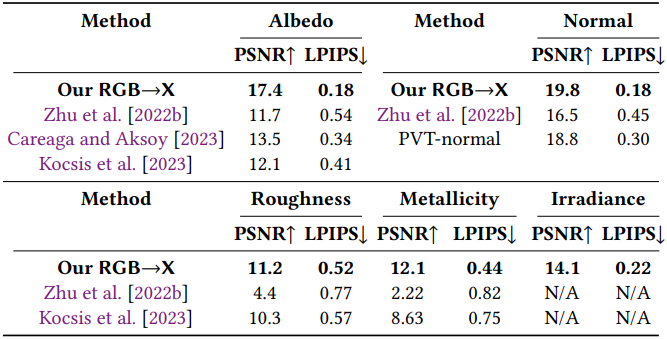 Method Albedo Method Normal
PSNR↑ LPIPS↓ PSNR↑ LPIPS↓
Our RGB→X 17.4 0.18 Our RGB→X 19.8 0.18
Zhu et al. [2022b] 11.7 0.54 Zhu et al. [2022b] 16.5 0.45
Careaga and Aksoy [2023] 13.5 0.34 PVT-normal 18.8 0.30
Kocsis et al. [2023] 12.1 0.41
Method Roughness Metallicity Irradiance
PSNR↑ LPIPS↓ PSNR↑ LPIPS↓ PSNR↑ LPIPS↓
Our RGB→X 11.2 0.52 12.1 0.44 14.1 0.22
Zhu et al. [2022b] 4.4 0.77 2.22 0.82 N/A N/A
Kocsis et al. [2023] 10.3 0.57 8.63 0.75 N/A N/A